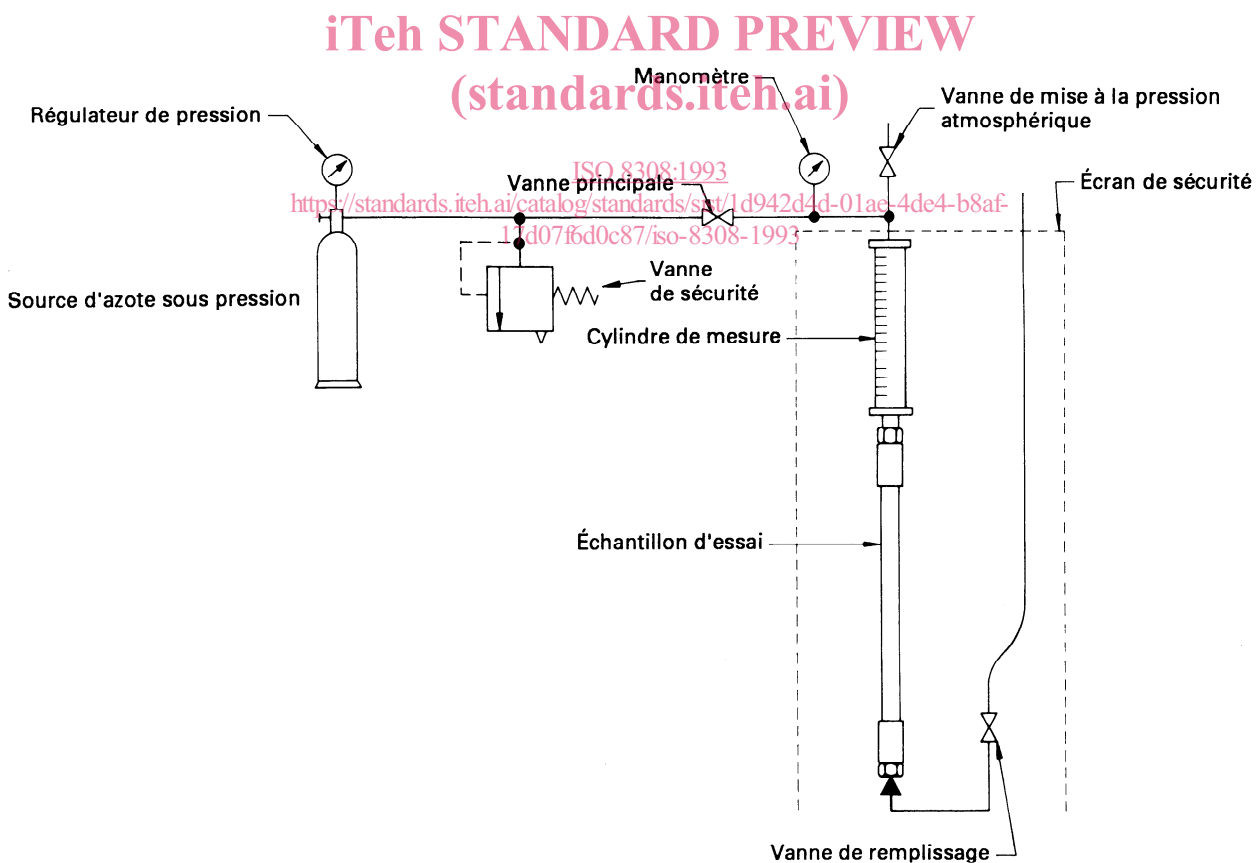 iTeh STANDARD PREVIEW
(standards.iteh.ai)
Manomètre
Régulateur de pression
Vanne de mise à la pression
atmosphérique
ISO 8308:1993
Vanne principale
Écran de sécurité
https://standards.iteh.ai/catalog/standards/sist/1d942d4d-01ae-4de4-b8af-
17d07f6d0c87/iso-8308-1993
Source d'azote sous pression
Vanne
de sécurité
Cylindre de mesure
Échantillon d'essai
Vanne de remplissage